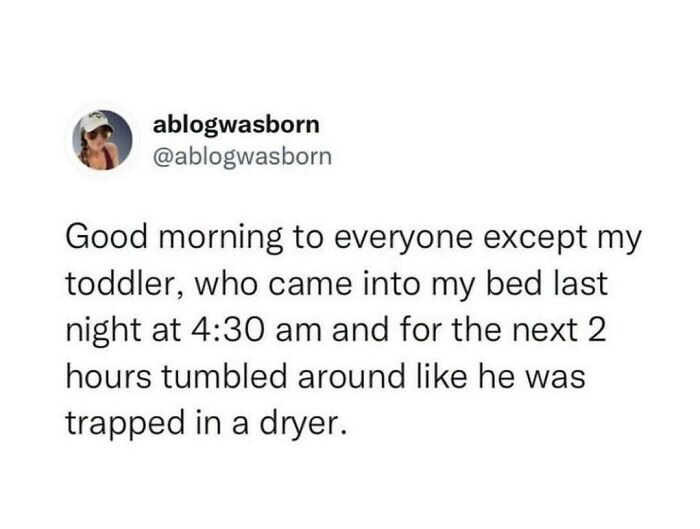 ablogwasborn
@ablogwasborn
Good morning to everyone except my
toddler, who came into my bed last
night at 4:30 am and for the next 2
hours tumbled around like he was
trapped in a dryer.